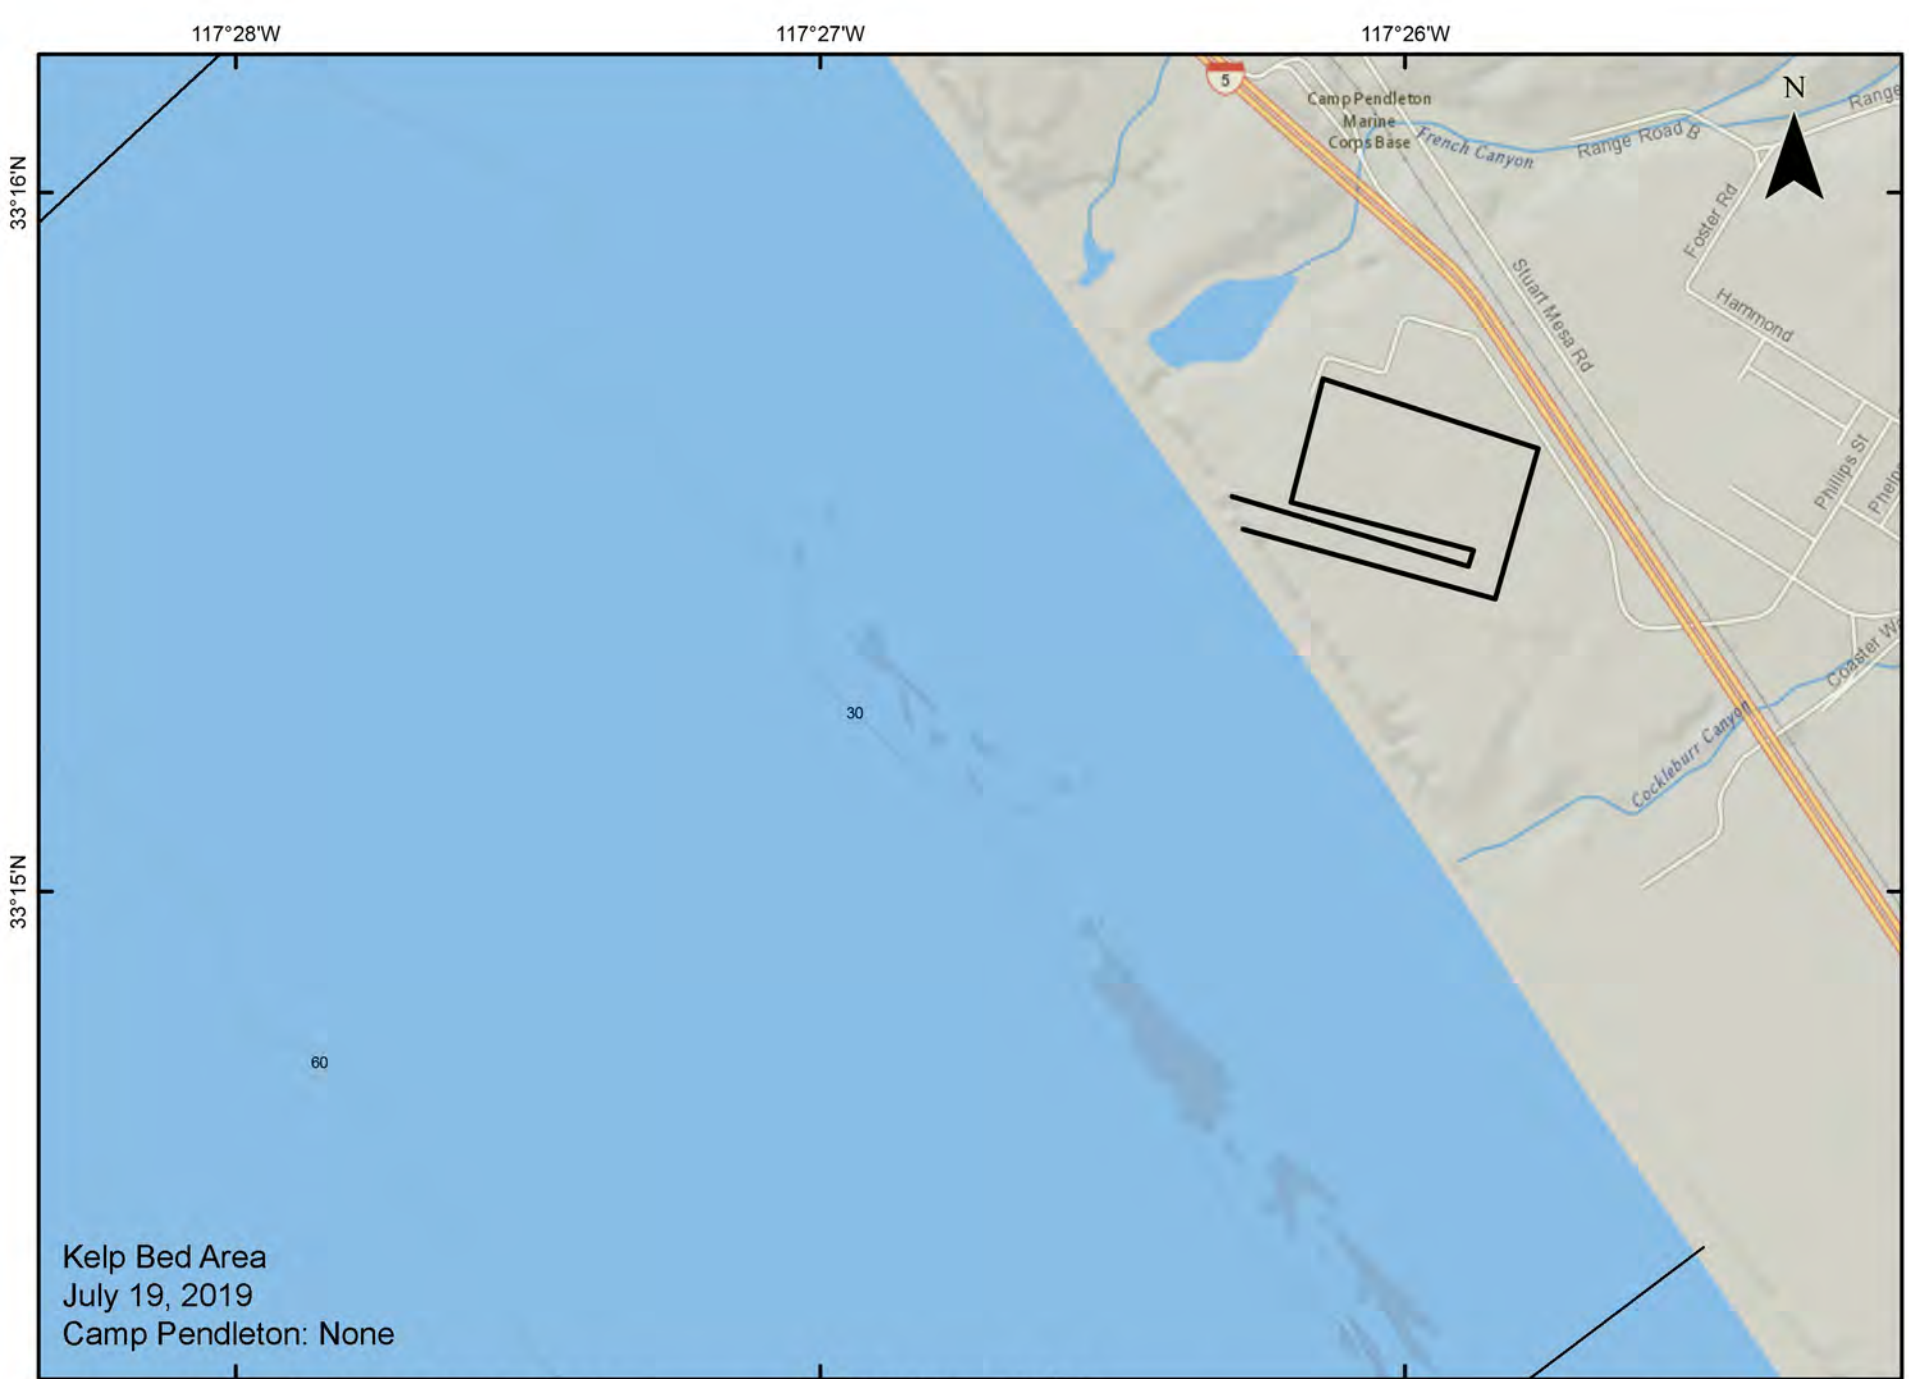 117°28'W
117°27'W
117°26'W
33°16'N
33°15'N
5
Camp Pendleton
Marine
Corps Base
French Canyon
Range Road B
Range
N
Foster Rd
Stuart Mesa Rd
Hammond
Phillips St
Phelps
Coaster Wa
Cockleburr Canyon
30
60
Kelp Bed Area
July 19, 2019
Camp Pendleton: None